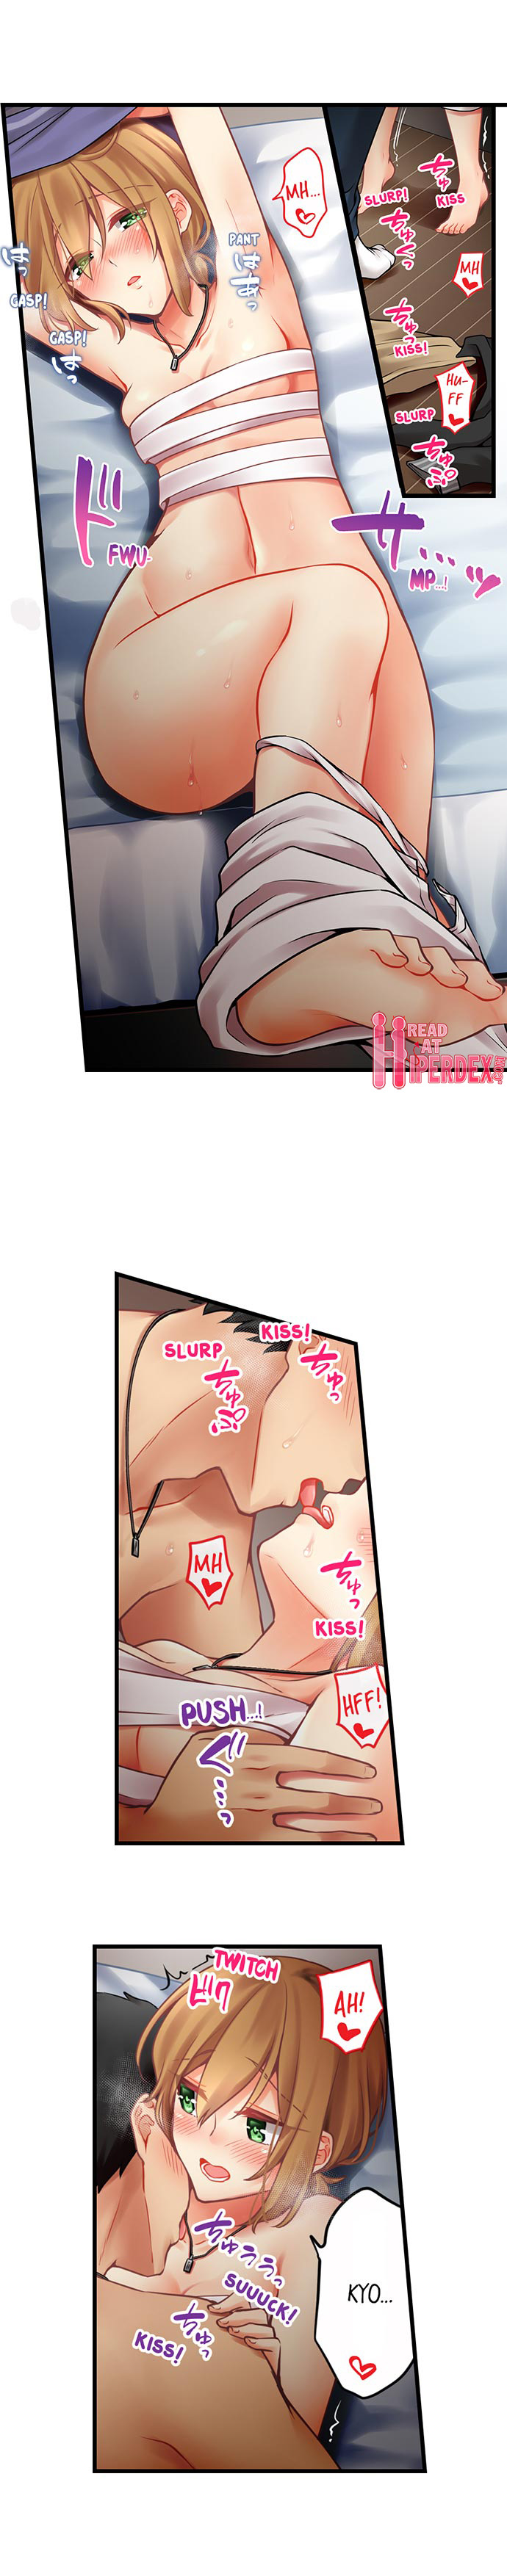 ちゅ
KISS
SLURP!
ちゅくっ
MH
ちゅっ
KISS!
HU-
FF
SLURP
ちゅぷ
MH...
PANT
はあっ
はっ
GASP!
GASP!
はっ
ド
FWU-
サ...ッ
MP...!
READ
AT
HIPERDEX
KISS!
ちゅっ
SLURP
ちゅぷ
MH
ちゅっ
KISS!
HFF!
PUSH...!
ぐ...っ
TWITCH
ビク
AH!
ちゅううっ
SUUUCK!
KYO...
ちゅっ
KISS!